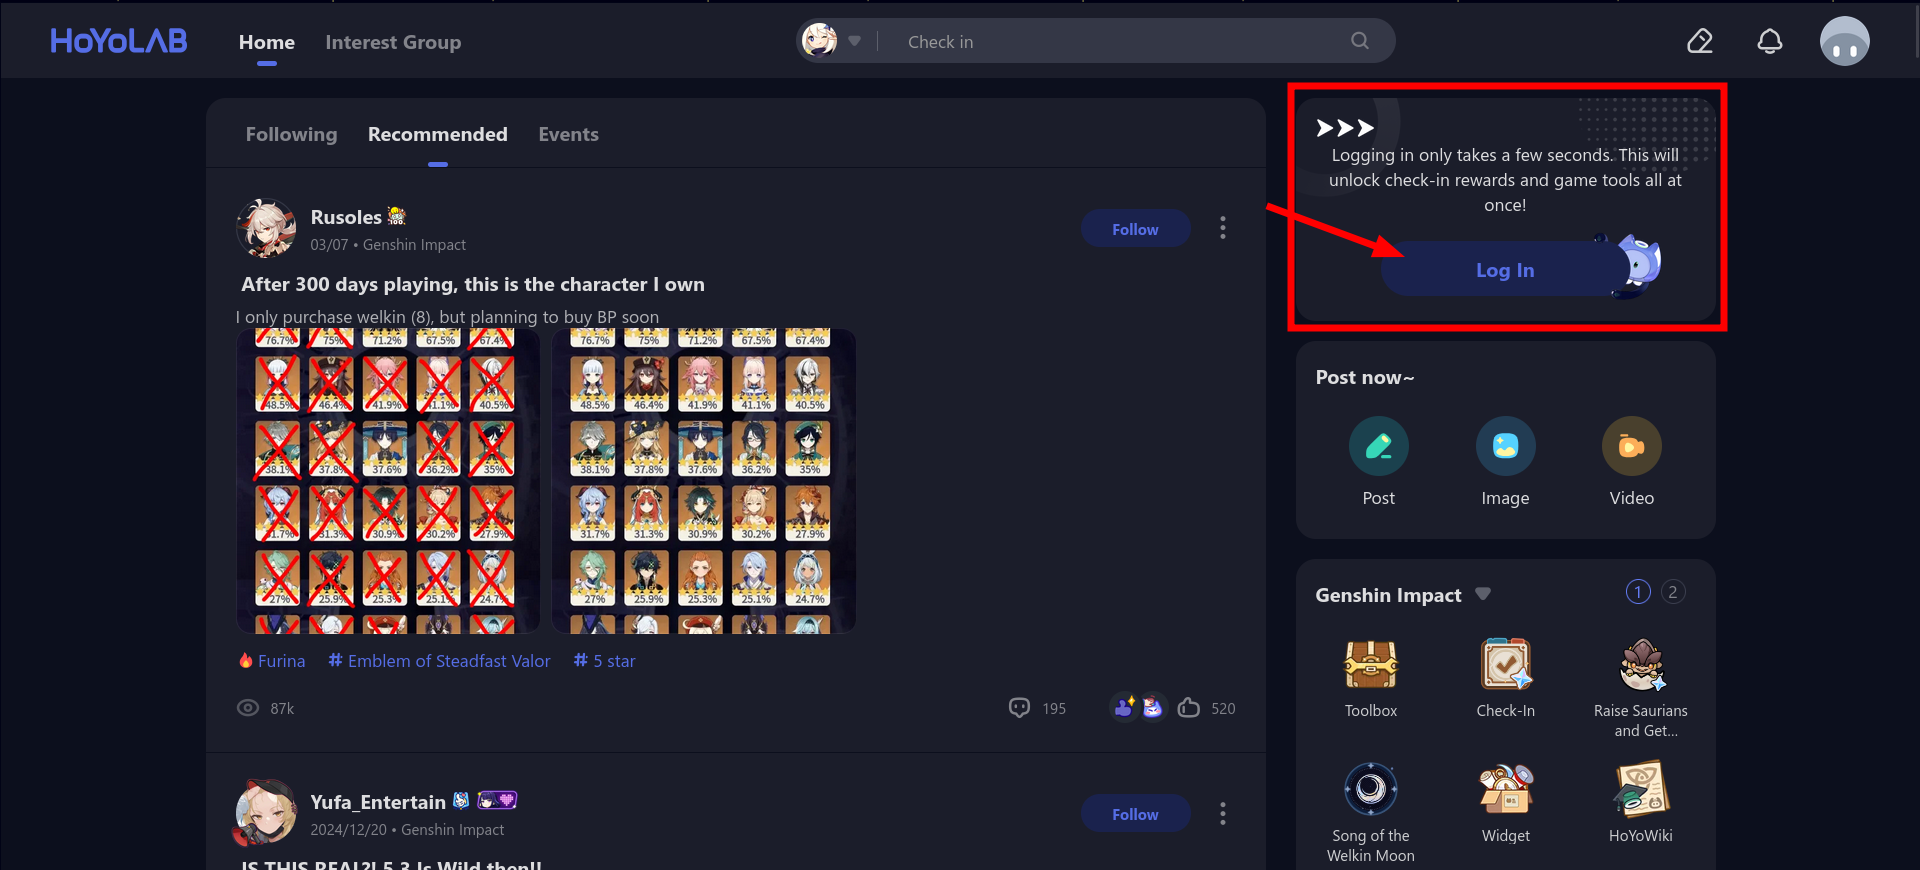 HoYoLAB
Home
Interest Group
Check in
Following
Recommended
Events
Logging in only takes a few seconds. This will
unlock check-in rewards and game tools all at
once!
Log In
Rusoles
03/07 • Genshin Impact
Follow
After 300 days playing, this is the character I own
I only purchase welkin (8), but planning to buy BP soon
76.7% 75% 71.2% 67.5% 67.4%
48.5% 46.4% 41.9% 41.1% 40.5%
38.1% 37.8% 37.6% 36.2% 35%
31.7% 31.3% 30.9% 30.2% 27.9%
27% 25.9% 25.3% 25.1% 24.7%
76.7% 75% 71.2% 67.5% 67.4%
48.5% 46.4% 41.9% 41.1% 40.5%
38.1% 37.8% 37.6% 36.2% 35%
31.7% 31.3% 30.9% 30.2% 27.9%
27% 25.9% 25.3% 25.1% 24.7%
Furina
# Emblem of Steadfast Valor
# 5 star
87k
195
520
Yufa_Entertain
2024/12/20 • Genshin Impact
Follow
IS THIS REAL?! 5.3 Is Wild then!!
Post now~
Post
Image
Video
Genshin Impact
1
2
Toolbox
Check-In
Raise Saurians
and Get...
Song of the
Welkin Moon
Widget
HoYoWiki